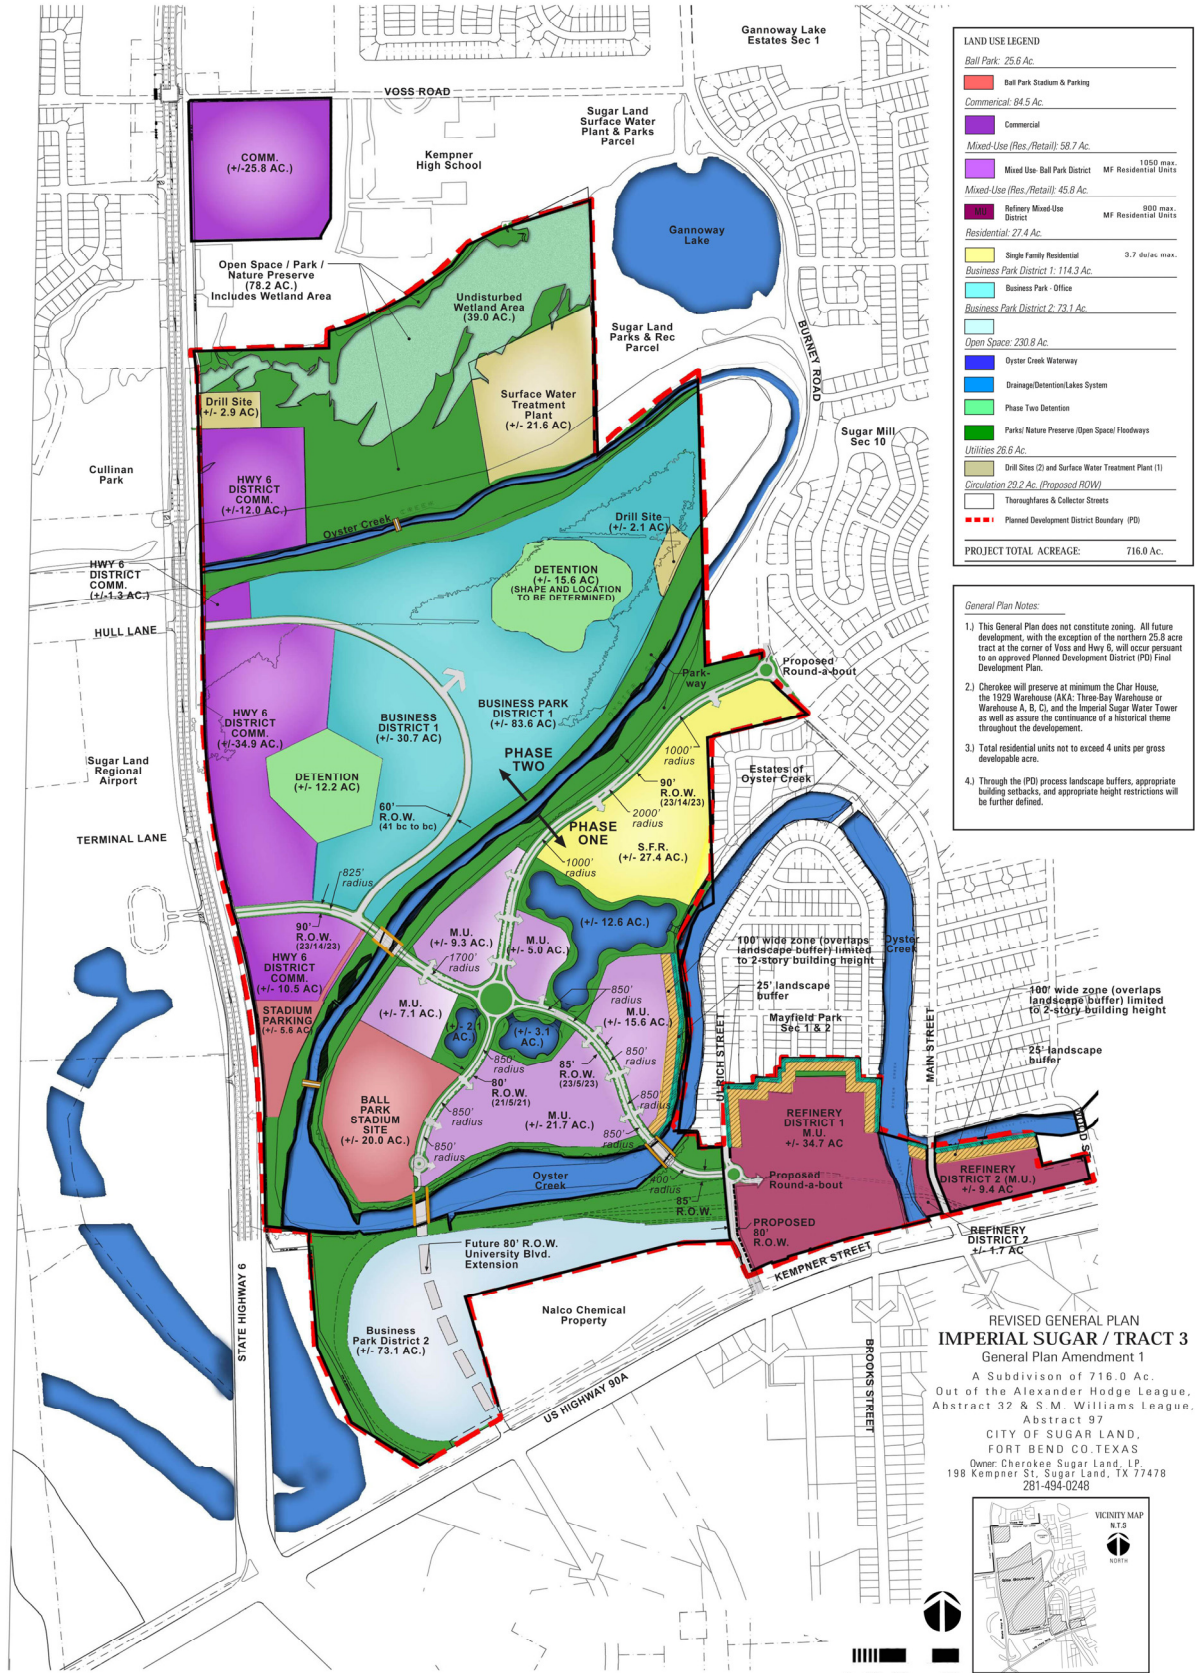 Gannoway Lake
Estates Sec 1
VOSS ROAD
Sugar Land
Surface Water
Plant & Parks
Parcel
COMM.
(+/-25.8 AC.)
Kempner
High School
Gannoway
Lake
Open Space / Park /
Nature Preserve
(78.2 AC.)
Includes Wetland Area
Undisturbed
Wetland Area
(39.0 AC.)
Sugar Land
Parks & Rec
Parcel
BURNEY ROAD
Drill Site
(+/- 2.9 AC)
Surface Water
Treatment
Plant
(+/- 21.6 AC)
Sugar Mill
Sec 10
Cullinan
Park
HWY 6
DISTRICT
COMM.
(+/-12.0 AC.)
Oyster Creek
Drill Site
(+/- 2.1 AC)
HWY 6
DISTRICT
COMM.
(+/-1.3 AC.)
DETENTION
(+/- 15.6 AC)
(SHAPE AND LOCATION
TO BE DETERMINED)
HULL LANE
Park-
way
Proposed
Round-a-bout
HWY 6
DISTRICT
COMM.
(+/-34.9 AC.)
BUSINESS
DISTRICT 1
(+/- 30.7 AC)
BUSINESS PARK
DISTRICT 1
(+/- 83.6 AC)
PHASE
TWO
1000'
radius
Sugar Land
Regional
Airport
DETENTION
(+/- 12.2 AC)
90'
R.O.W.
(23/14/23)
Estates of
Oyster Creek
60'
R.O.W.
(41 bc to bc)
2000'
radius
TERMINAL LANE
PHASE
ONE
S.F.R.
(+/- 27.4 AC.)
1000'
radius
825'
radius
90'
R.O.W.
(23/14/23)
M.U.
(+/- 9.3 AC.)
M.U.
(+/- 5.0 AC.)
(+/- 12.6 AC.)
1700'
radius
100' wide zone (overlaps
landscape buffer) limited
to 2-story building height
Oyster
Creek
HWY 6
DISTRICT
COMM.
(+/- 10.5 AC)
25' landscape
buffer
850'
radius
100' wide zone (overlaps
landscape buffer) limited
to 2-story building height
STADIUM
PARKING
(+/- 5.6 AC)
M.U.
(+/- 7.1 AC.)
M.U.
(+/- 15.6 AC.)
Mayfield Park
Sec 1 & 2
(+/- 2.1
AC.)
(+/- 3.1
AC.)
850'
radius
25' landscape
buffer
850'
radius
85'
R.O.W.
(23/5/23)
ULRICH STREET
MAIN STREET
80'
R.O.W.
(21/5/21)
850'
radius
BALL
PARK
STADIUM
SITE
(+/- 20.0 AC.)
850'
radius
M.U.
(+/- 21.7 AC.)
850'
radius
850'
radius
REFINERY
DISTRICT 1
M.U.
+/- 34.7 AC
Oyster
Creek
400'
radius
Proposed
Round-a-bout
REFINERY
DISTRICT 2 (M.U.)
+/- 9.4 AC
85'
R.O.W.
PROPOSED
80'
R.O.W.
REFINERY
DISTRICT 2
+/- 1.7 AC
Future 80' R.O.W.
University Blvd.
Extension
KEMPNER STREET
Nalco Chemical
Property
Business
Park District 2
(+/- 73.1 AC.)
STATE HIGHWAY 6
US HIGHWAY 90A
BROOKS STREET
LAND USE LEGEND
Ball Park: 25.6 Ac.
Ball Park Stadium & Parking
Commerical: 84.5 Ac.
Commercial
Mixed-Use (Res./Retail): 58.7 Ac.
Mixed Use- Ball Park District 1050 max. MF Residential Units
Mixed-Use (Res./Retail): 45.8 Ac.
MU Refinery Mixed-Use District 900 max. MF Residential Units
Residential: 27.4 Ac.
Single Family Residential 3.7 du/ac max.
Business Park District 1: 114.3 Ac.
Business Park - Office
Business Park District 2: 73.1 Ac.
Open Space: 230.8 Ac.
Oyster Creek Waterway
Drainage/Detention/Lakes System
Phase Two Detention
Parks/ Nature Preserve /Open Space/ Floodways
Utilities 26.6 Ac.
Drill Sites (2) and Surface Water Treatment Plant (1)
Circulation 29.2 Ac. (Proposed ROW)
Thoroughfares & Collector Streets
Planned Development District Boundary (PD)
PROJECT TOTAL ACREAGE: 716.0 Ac.
General Plan Notes:
1.) This General Plan does not constitute zoning. All future
development, with the exception of the northern 25.8 acre
tract at the corner of Voss and Hwy 6, will occur persuant
to an approved Planned Development District (PD) Final
Development Plan.
2.) Cherokee will preserve at minimum the Char House,
the 1929 Warehouse (AKA: Three-Bay Warehouse or
Warehouse A, B, C), and the Imperial Sugar Water Tower
as well as assure the continuance of a historical theme
throughout the developement.
3.) Total residential units not to exceed 4 units per gross
developable acre.
4.) Through the (PD) process landscape buffers, appropriate
building setbacks, and appropriate height restrictions will
be further defined.
REVISED GENERAL PLAN
IMPERIAL SUGAR / TRACT 3
General Plan Amendment 1
A Subdivison of 716.0 Ac.
Out of the Alexander Hodge League,
Abstract 32 & S.M. Williams League,
Abstract 97
CITY OF SUGAR LAND,
FORT BEND CO.TEXAS
Owner: Cherokee Sugar Land, LP.
198 Kempner St, Sugar Land, TX 77478
281-494-0248
VICINITY MAP
N.T.S
NORTH
Site Boundary